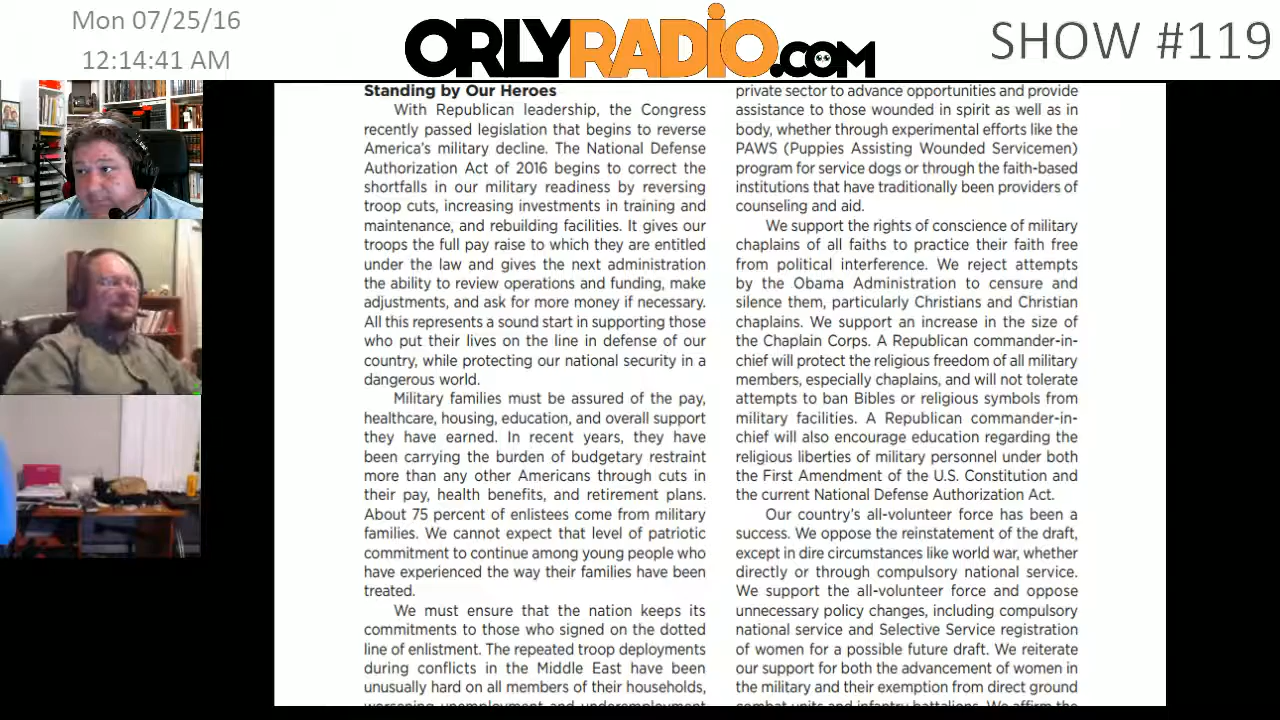 Mon 07/25/16
12:14:41 AM
ORLYRADIO.COM
SHOW #119
Standing by Our Heroes
With Republican leadership, the Congress
recently passed legislation that begins to reverse
America's military decline. The National Defense
Authorization Act of 2016 begins to correct the
shortfalls in our military readiness by reversing
troop cuts, increasing investments in training and
maintenance, and rebuilding facilities. It gives our
troops the full pay raise to which they are entitled
under the law and gives the next administration
the ability to review operations and funding, make
adjustments, and ask for more money if necessary.
All this represents a sound start in supporting those
who put their lives on the line in defense of our
country, while protecting our national security in a
dangerous world.
Military families must be assured of the pay,
healthcare, housing, education, and overall support
they have earned. In recent years, they have
been carrying the burden of budgetary restraint
more than any other Americans through cuts in
their pay, health benefits, and retirement plans.
About 75 percent of enlistees come from military
families. We cannot expect that level of patriotic
commitment to continue among young people who
have experienced the way their families have been
treated.
We must ensure that the nation keeps its
commitments to those who signed on the dotted
line of enlistment. The repeated troop deployments
during conflicts in the Middle East have been
unusually hard on all members of their households,
worsening unemployment and underemployment
private sector to advance opportunities and provide
assistance to those wounded in spirit as well as in
body, whether through experimental efforts like the
PAWS (Puppies Assisting Wounded Servicemen)
program for service dogs or through the faith-based
institutions that have traditionally been providers of
counseling and aid.
We support the rights of conscience of military
chaplains of all faiths to practice their faith free
from political interference. We reject attempts
by the Obama Administration to censure and
silence them, particularly Christians and Christian
chaplains. We support an increase in the size of
the Chaplain Corps. A Republican commander-in-
chief will protect the religious freedom of all military
members, especially chaplains, and will not tolerate
attempts to ban Bibles or religious symbols from
military facilities. A Republican commander-in-
chief will also encourage education regarding the
religious liberties of military personnel under both
the First Amendment of the U.S. Constitution and
the current National Defense Authorization Act.
Our country's all-volunteer force has been a
success. We oppose the reinstatement of the draft,
except in dire circumstances like world war, whether
directly or through compulsory national service.
We support the all-volunteer force and oppose
unnecessary policy changes, including compulsory
national service and Selective Service registration
of women for a possible future draft. We reiterate
our support for both the advancement of women in
the military and their exemption from direct ground
combat units and infantry battalions. We affirm the